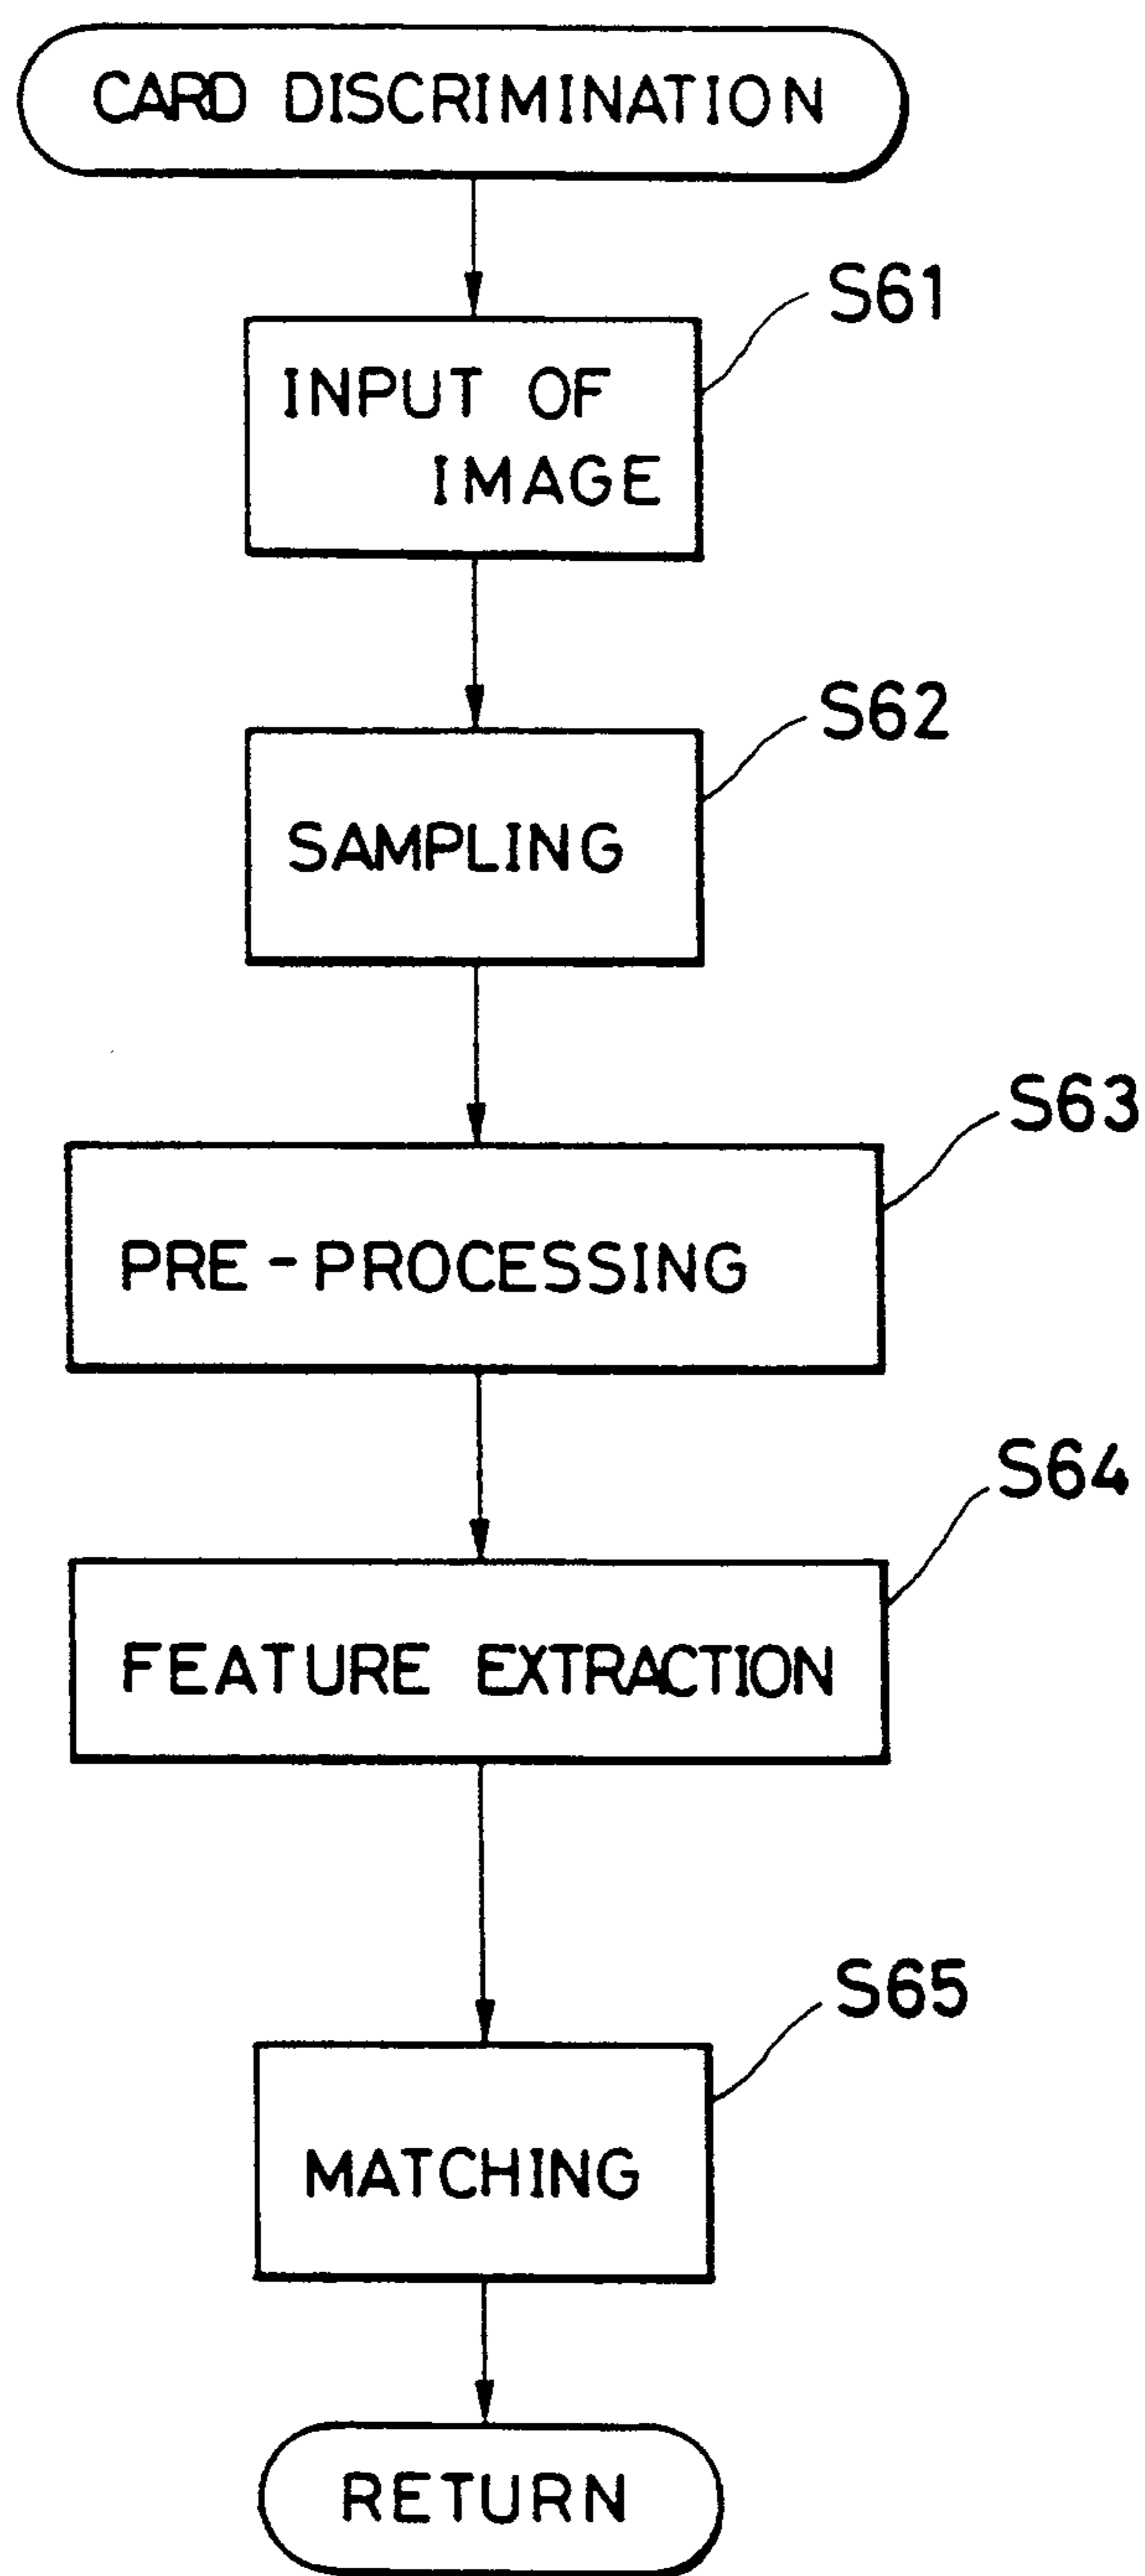 CARD DISCRIMINATION
S61
INPUT OF
IMAGE
S62
SAMPLING
S63
PRE-PROCESSING
S64
FEATURE EXTRACTION
S65
MATCHING
RETURN